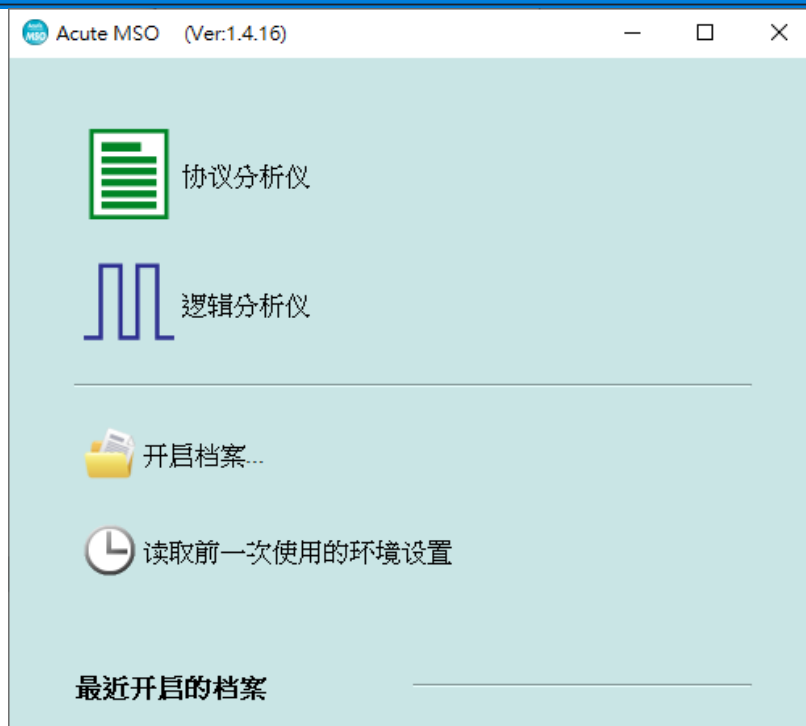 Acute MSO (Ver:1.4.16)
协议分析仪
逻辑分析仪
开启档案...
读取前一次使用的环境设置
最近开启的档案